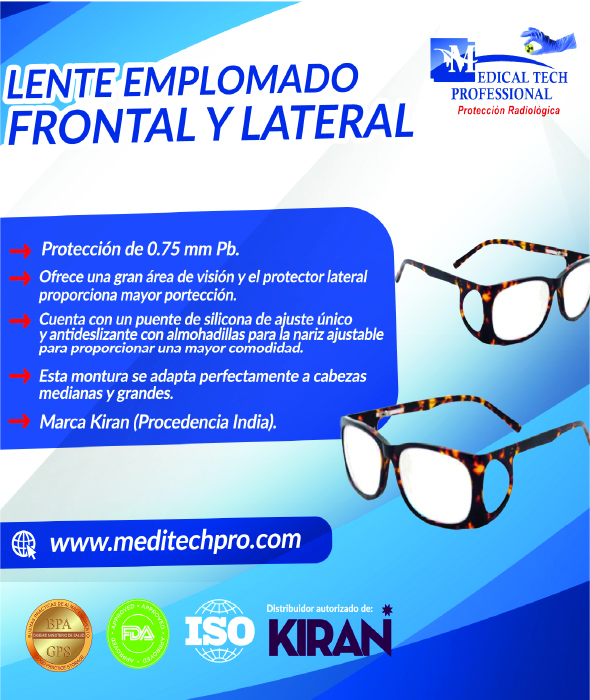 LENTE EMPLOMADO
FRONTAL Y LATERAL
MEDICAL TECH
PROFESSIONAL
Protección Radiológica
Protección de 0.75 mm Pb.
Ofrece una gran área de visión y el protector lateral
proporciona mayor portección.
Cuenta con un puente de silicona de ajuste único
y antideslizante con almohadillas para la nariz ajustable
para proporcionar una mayor comodidad.
Esta montura se adapta perfectamente a cabezas
medianas y grandes.
Marca Kiran (Procedencia India).
www.meditechpro.com
BPA
GPS
APPROVED • APPROVED
FDA
ISO
Distribuidor autorizado de:
KIRAN